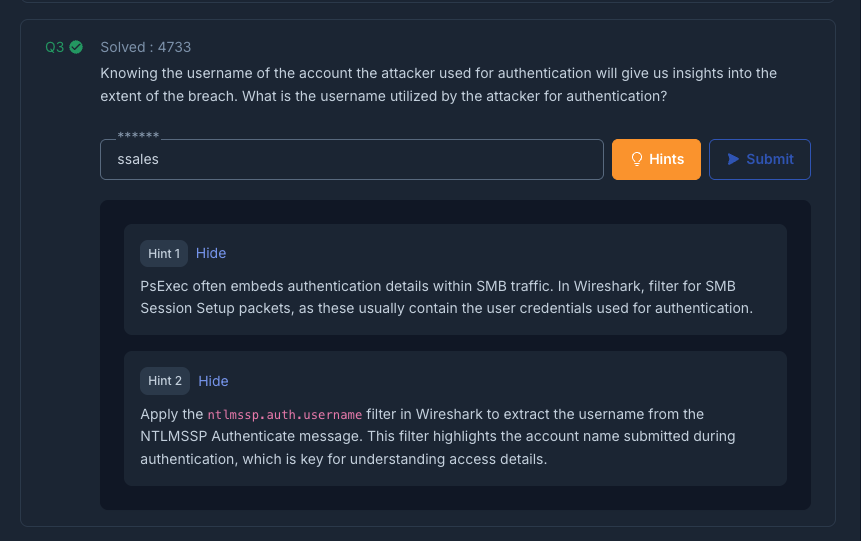 Q3 Solved : 4733
Knowing the username of the account the attacker used for authentication will give us insights into the
extent of the breach. What is the username utilized by the attacker for authentication?
******
ssales Hints Submit
Hint 1 Hide
PsExec often embeds authentication details within SMB traffic. In Wireshark, filter for SMB
Session Setup packets, as these usually contain the user credentials used for authentication.
Hint 2 Hide
Apply the ntlmssp.auth.username filter in Wireshark to extract the username from the
NTLMSSP Authenticate message. This filter highlights the account name submitted during
authentication, which is key for understanding access details.